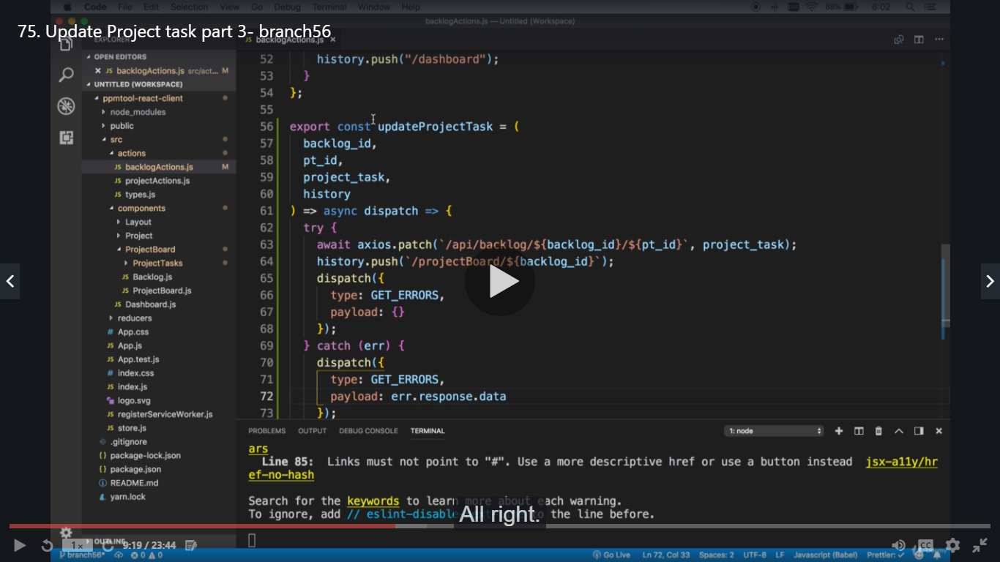 Code File Edit Selection View Go Debug Terminal Window Help 88% 6:02
backlogActions.js — Untitled (Workspace)
75. Update Project task part 3- branch56
EXPLORER
JS backlogActions.js ×
OPEN EDITORS
× JS backlogActions.js src/act... M
UNTITLED (WORKSPACE)
ppmtool-react-client
node_modules
public
src
actions
JS backlogActions.js M
JS projectActions.js
JS types.js
components
Layout
Project
ProjectBoard
ProjectTasks
JS Backlog.js
JS ProjectBoard.js
JS Dashboard.js
reducers
# App.css
JS App.js
JS App.test.js
# index.css
JS index.js
logo.svg
JS registerServiceWorker.js
JS store.js
.gitignore
{} package-lock.json
{} package.json
README.md
yarn.lock
OUTLINE
52 history.push("/dashboard");
53 }
54 };
55
56 export const updateProjectTask = (
57 backlog_id,
58 pt_id,
59 project_task,
60 history
61 ) => async dispatch => {
62 try {
63 await axios.patch(`/api/backlog/${backlog_id}/${pt_id}`, project_task);
64 history.push(`/projectBoard/${backlog_id}`);
65 dispatch({
66 type: GET_ERRORS,
67 payload: {}
68 });
69 } catch (err) {
70 dispatch({
71 type: GET_ERRORS,
72 payload: err.response.data
73 });
PROBLEMS OUTPUT DEBUG CONSOLE TERMINAL 1: node
ars
Line 85: Links must not point to "#". Use a more descriptive href or use a button instead jsx-a11y/hr
ef-no-hash
Search for the keywords to learn more about each warning.
To ignore, add // eslint-disable the line before.
All right.
1x 9:19 / 23:44 CC
branch56* 0 0 Go Live Ln 72, Col 33 Spaces: 2 UTF-8 LF Javascript (Babel) Prettier: ✓